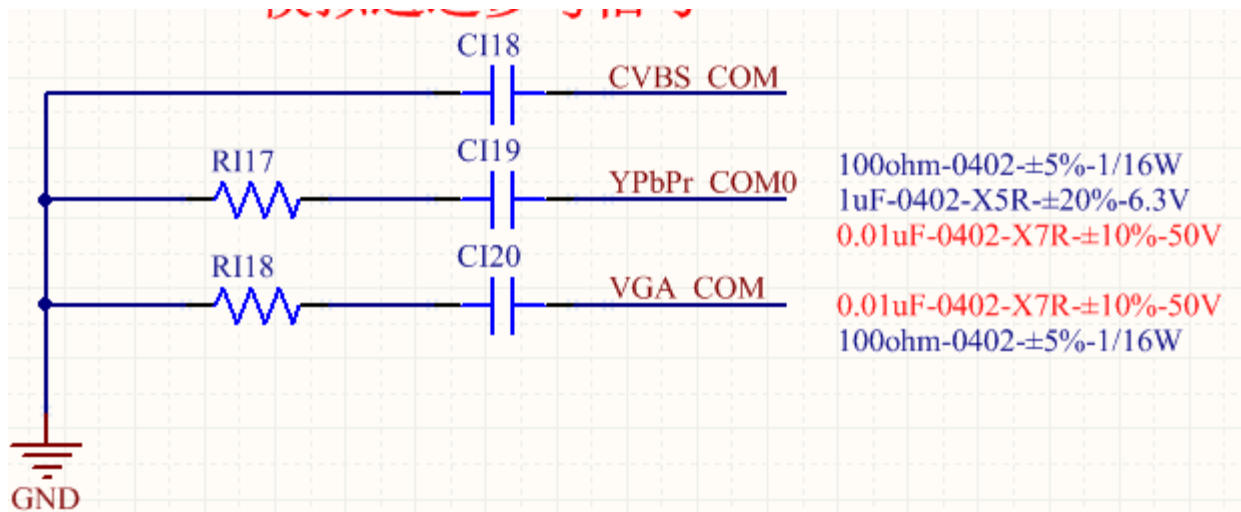 CI18
CVBS_COM
RI17
CI19
YPbPr_COM0
100ohm-0402-±5%-1/16W
1uF-0402-X5R-±20%-6.3V
0.01uF-0402-X7R-±10%-50V
RI18
CI20
VGA_COM
0.01uF-0402-X7R-±10%-50V
100ohm-0402-±5%-1/16W
GND